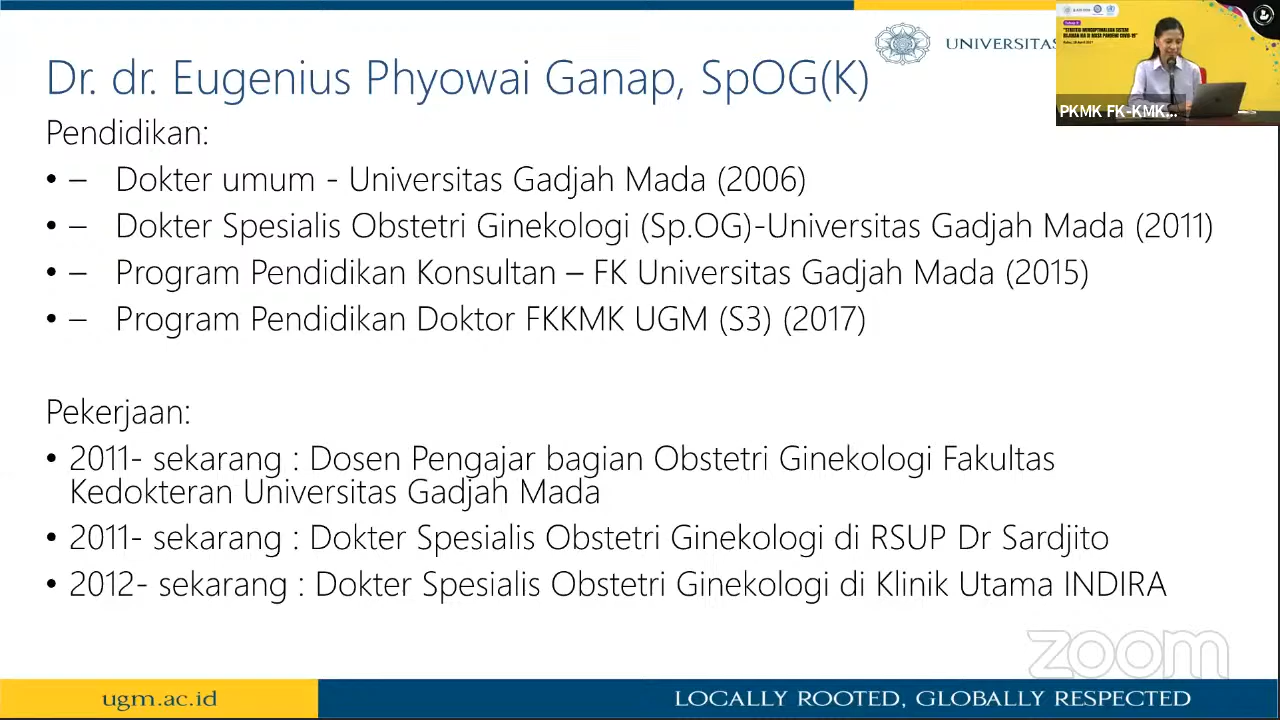 UNIVERSITAS
Dr. dr. Eugenius Phyowai Ganap, SpOG(K)
Pendidikan:
• – Dokter umum - Universitas Gadjah Mada (2006)
• – Dokter Spesialis Obstetri Ginekologi (Sp.OG)-Universitas Gadjah Mada (2011)
• – Program Pendidikan Konsultan – FK Universitas Gadjah Mada (2015)
• – Program Pendidikan Doktor FKKMK UGM (S3) (2017)
Pekerjaan:
• 2011- sekarang : Dosen Pengajar bagian Obstetri Ginekologi Fakultas
Kedokteran Universitas Gadjah Mada
• 2011- sekarang : Dokter Spesialis Obstetri Ginekologi di RSUP Dr Sardjito
• 2012- sekarang : Dokter Spesialis Obstetri Ginekologi di Klinik Utama INDIRA
PKMK FK-KMK...
zoom
ugm.ac.id
LOCALLY ROOTED, GLOBALLY RESPECTED